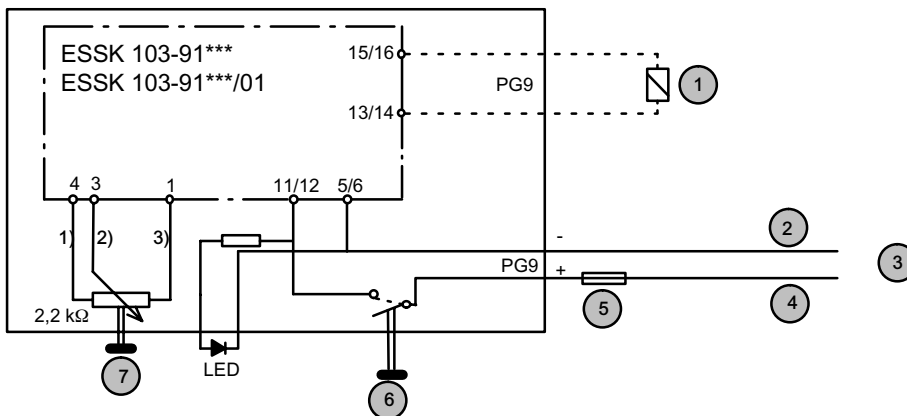 ESSK 103-91***
ESSK 103-91***/01
15/16
PG9
1
13/14
4 3 1 11/12 5/6
1) 2) 3)
-
2
PG9
+
3
5
4
2,2 kΩ
LED
7
6